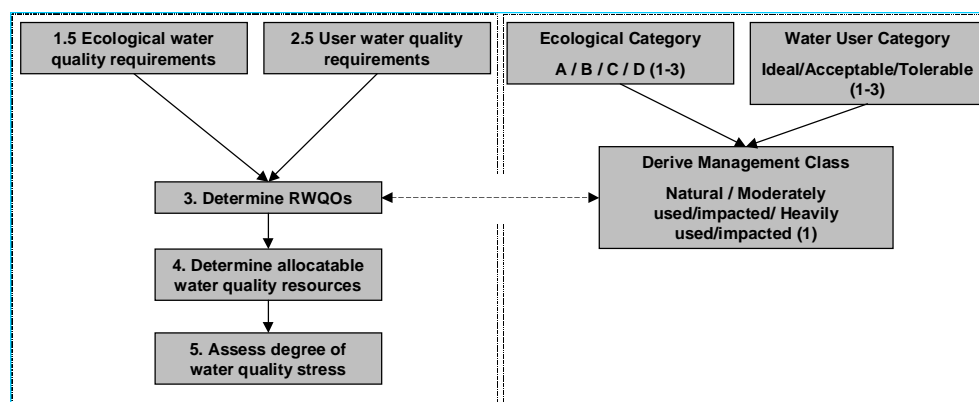 1.5 Ecological water
quality requirements
2.5 User water quality
requirements
3. Determine RWQOs
4. Determine allocatable
water quality resources
5. Assess degree of
water quality stress
Ecological Category
A / B / C / D (1-3)
Water User Category
Ideal/Acceptable/Tolerable
(1-3)
Derive Management Class
Natural / Moderately
used/impacted/ Heavily
used/impacted (1)